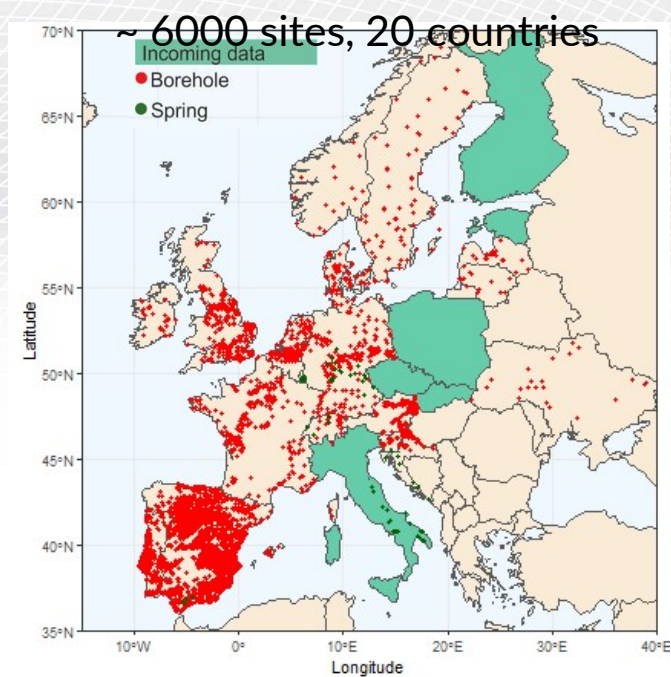 ~ 6000 sites, 20 countries
Incoming data
Borehole
Spring
70°N
65°N
60°N
55°N
50°N
45°N
40°N
35°N
Latitude
10°W 0° 10°E 20°E 30°E 40°E
Longitude